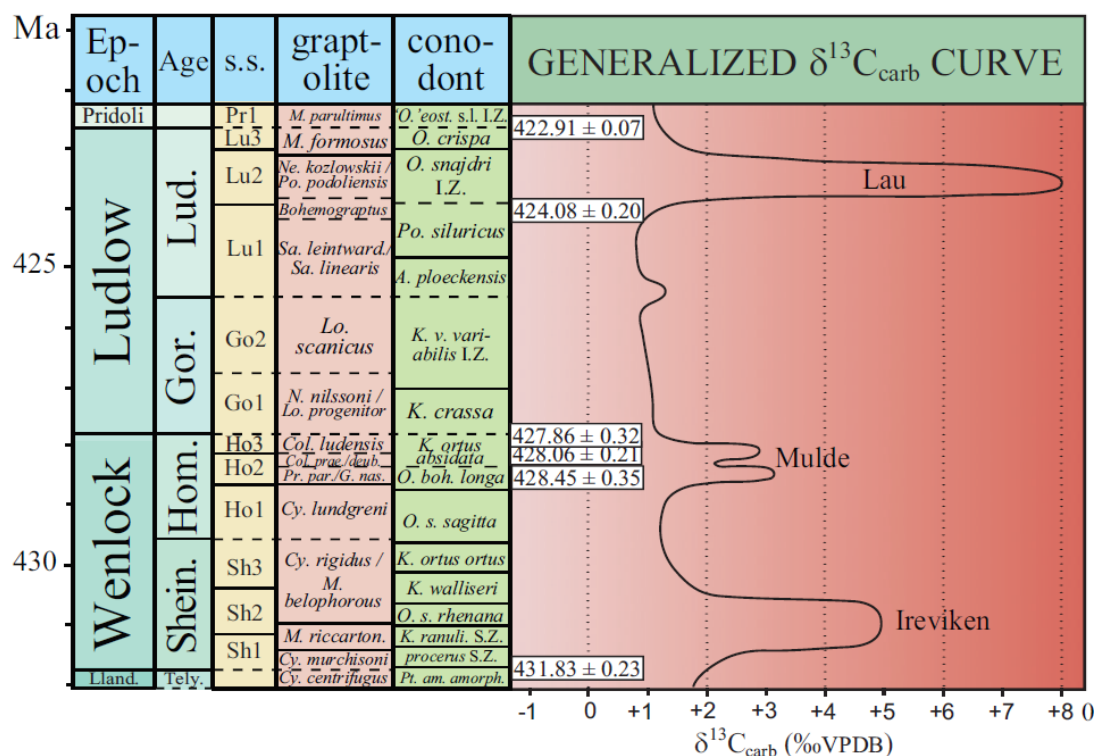 Ma
Ep-
och
Age
s.s.
grapt-
olite
cono-
dont
GENERALIZED δ13Ccarb CURVE
Pridoli
Pr1
M. parultimus
'O.'eost. s.l. I.Z.
422.91 ± 0.07
Lu3
M. formosus
O. crispa
Ludlow
Lud.
Lu2
Ne. kozlowskii /
Po. podoliensis
O. snajdri
I.Z.
Lau
Bohemograptus
424.08 ± 0.20
425
Lu1
Sa. leintward./
Sa. linearis
Po. siluricus
A. ploeckensis
Gor.
Go2
Lo.
scanicus
K. v. vari-
abilis I.Z.
Go1
N. nilssoni /
Lo. progenitor
K. crassa
427.86 ± 0.32
Wenlock
Hom.
Ho3
Col. ludensis
K. ortus
absidata
428.06 ± 0.21
Mulde
Ho2
Col. prae./deub.
Pr. par./G. nas.
O. boh. longa
428.45 ± 0.35
Ho1
Cy. lundgreni
O. s. sagitta
430
Shein.
Sh3
Cy. rigidus /
M.
belophorous
K. ortus ortus
K. walliseri
Sh2
O. s. rhenana
Ireviken
Sh1
M. riccarton.
K. ranuli. S.Z.
Cy. murchisoni
procerus S.Z.
431.83 ± 0.23
Lland.
Tely.
Cy. centrifugus
Pt. am. amorph.
-1 0 +1 +2 +3 +4 +5 +6 +7 +8 0
δ13Ccarb (‰VPDB)